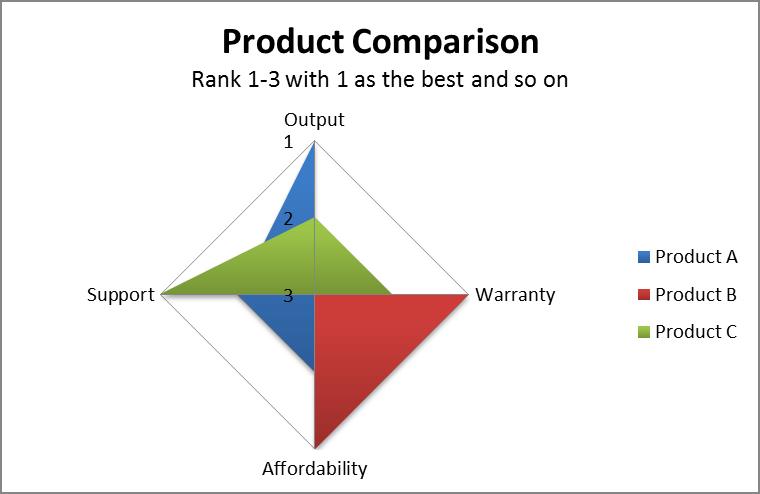 Product Comparison
Rank 1-3 with 1 as the best and so on
Output
1
2
Support
3
Warranty
Affordability
Product A
Product B
Product C